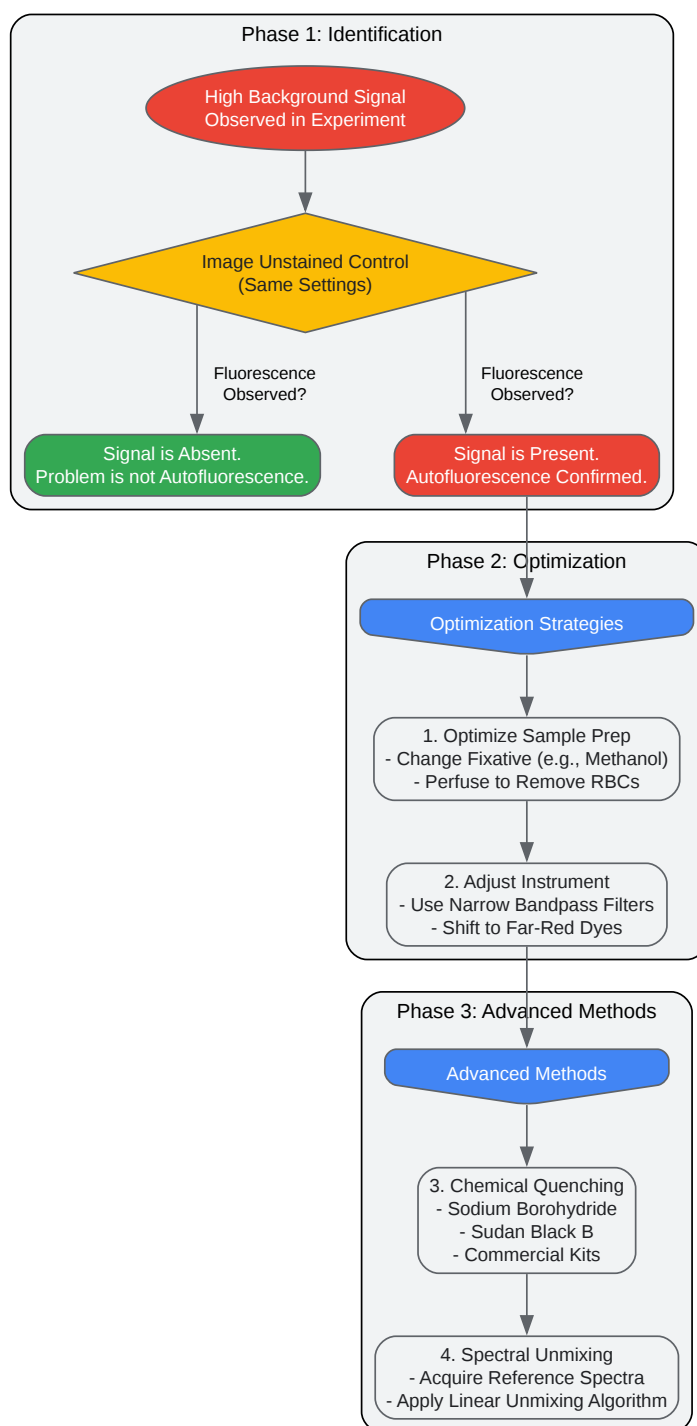 Phase 1: Identification
High Background Signal
Observed in Experiment
Image Unstained Control
(Same Settings)
Fluorescence
Observed?
Fluorescence
Observed?
Signal is Absent.
Problem is not Autofluorescence.
Signal is Present.
Autofluorescence Confirmed.
Phase 2: Optimization
Optimization Strategies
1. Optimize Sample Prep
- Change Fixative (e.g., Methanol)
- Perfuse to Remove RBCs
2. Adjust Instrument
- Use Narrow Bandpass Filters
- Shift to Far-Red Dyes
Phase 3: Advanced Methods
Advanced Methods
3. Chemical Quenching
- Sodium Borohydride
- Sudan Black B
- Commercial Kits
4. Spectral Unmixing
- Acquire Reference Spectra
- Apply Linear Unmixing Algorithm